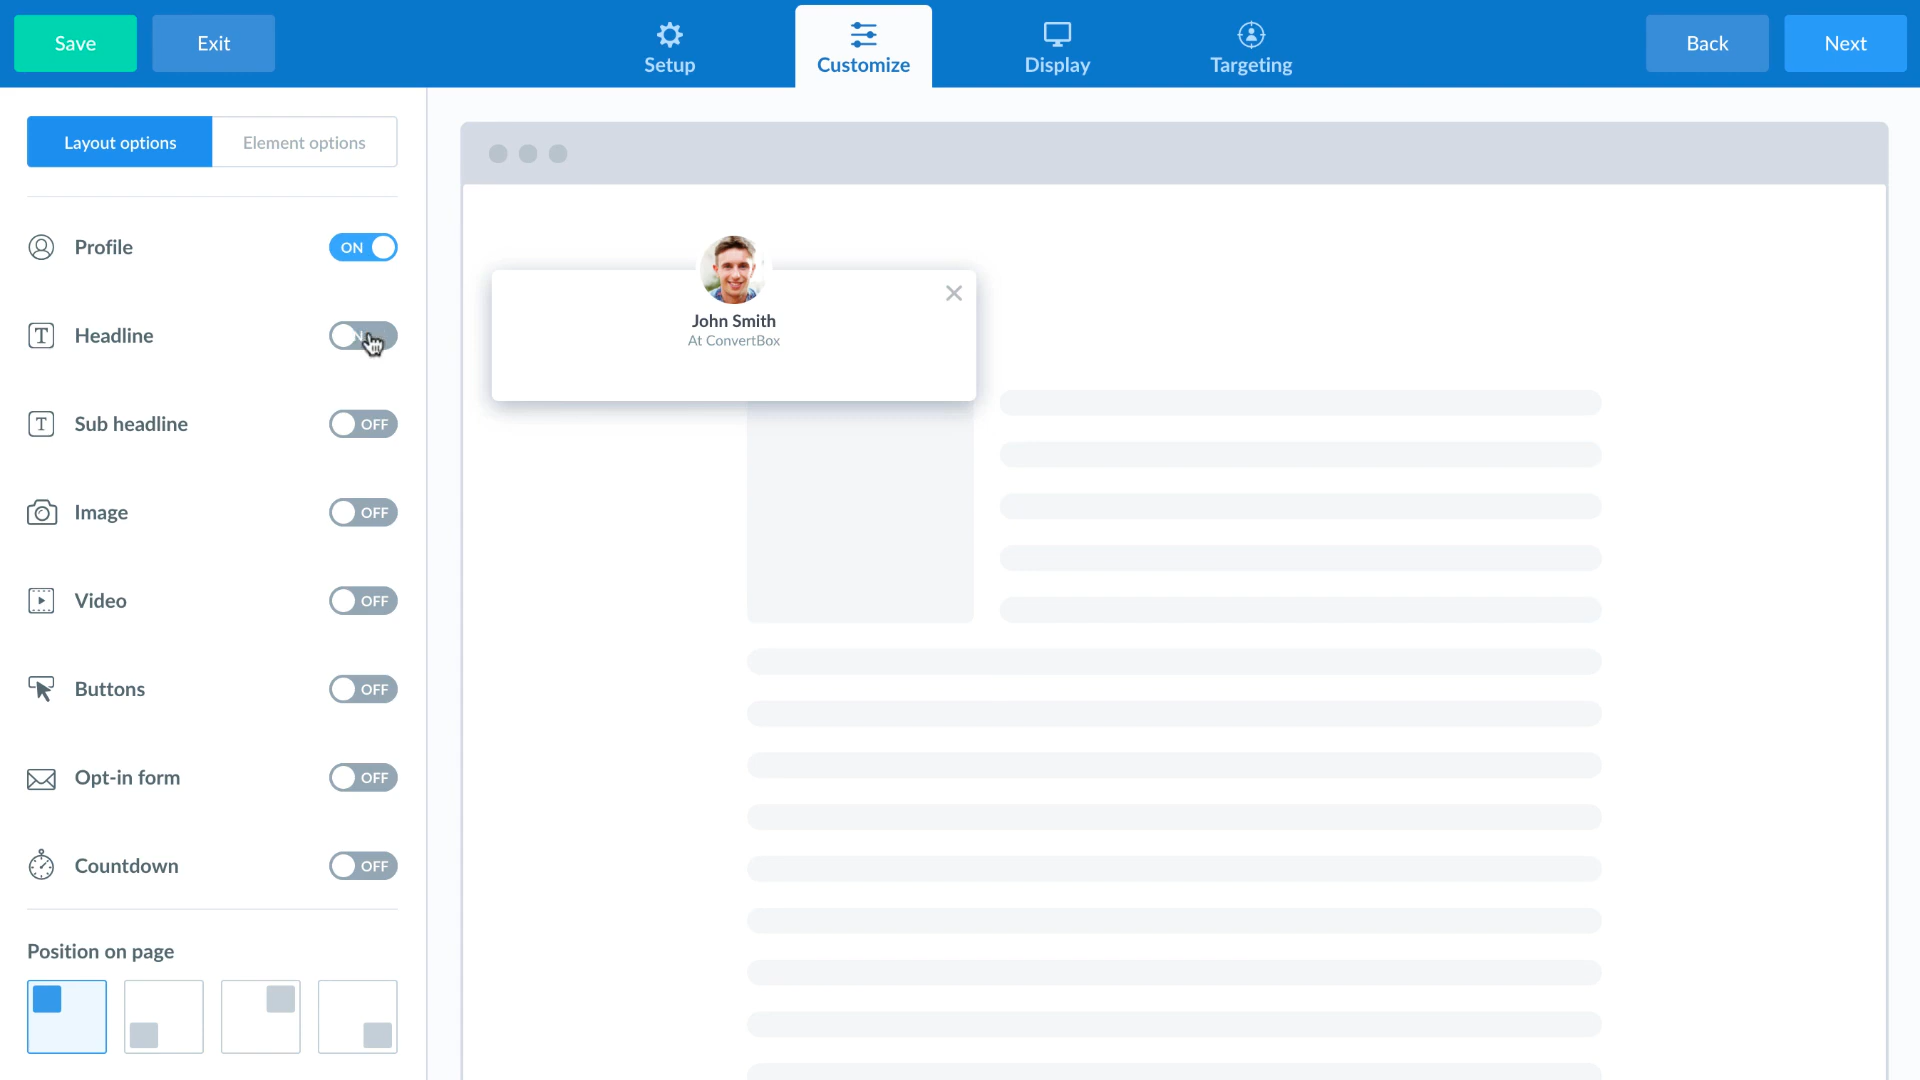 Save
Exit
Setup
Customize
Display
Targeting
Back
Next
Layout options
Element options
Profile
ON
Headline
Sub headline
OFF
Image
OFF
Video
OFF
Buttons
OFF
Opt-in form
OFF
Countdown
OFF
Position on page
John Smith
At ConvertBox